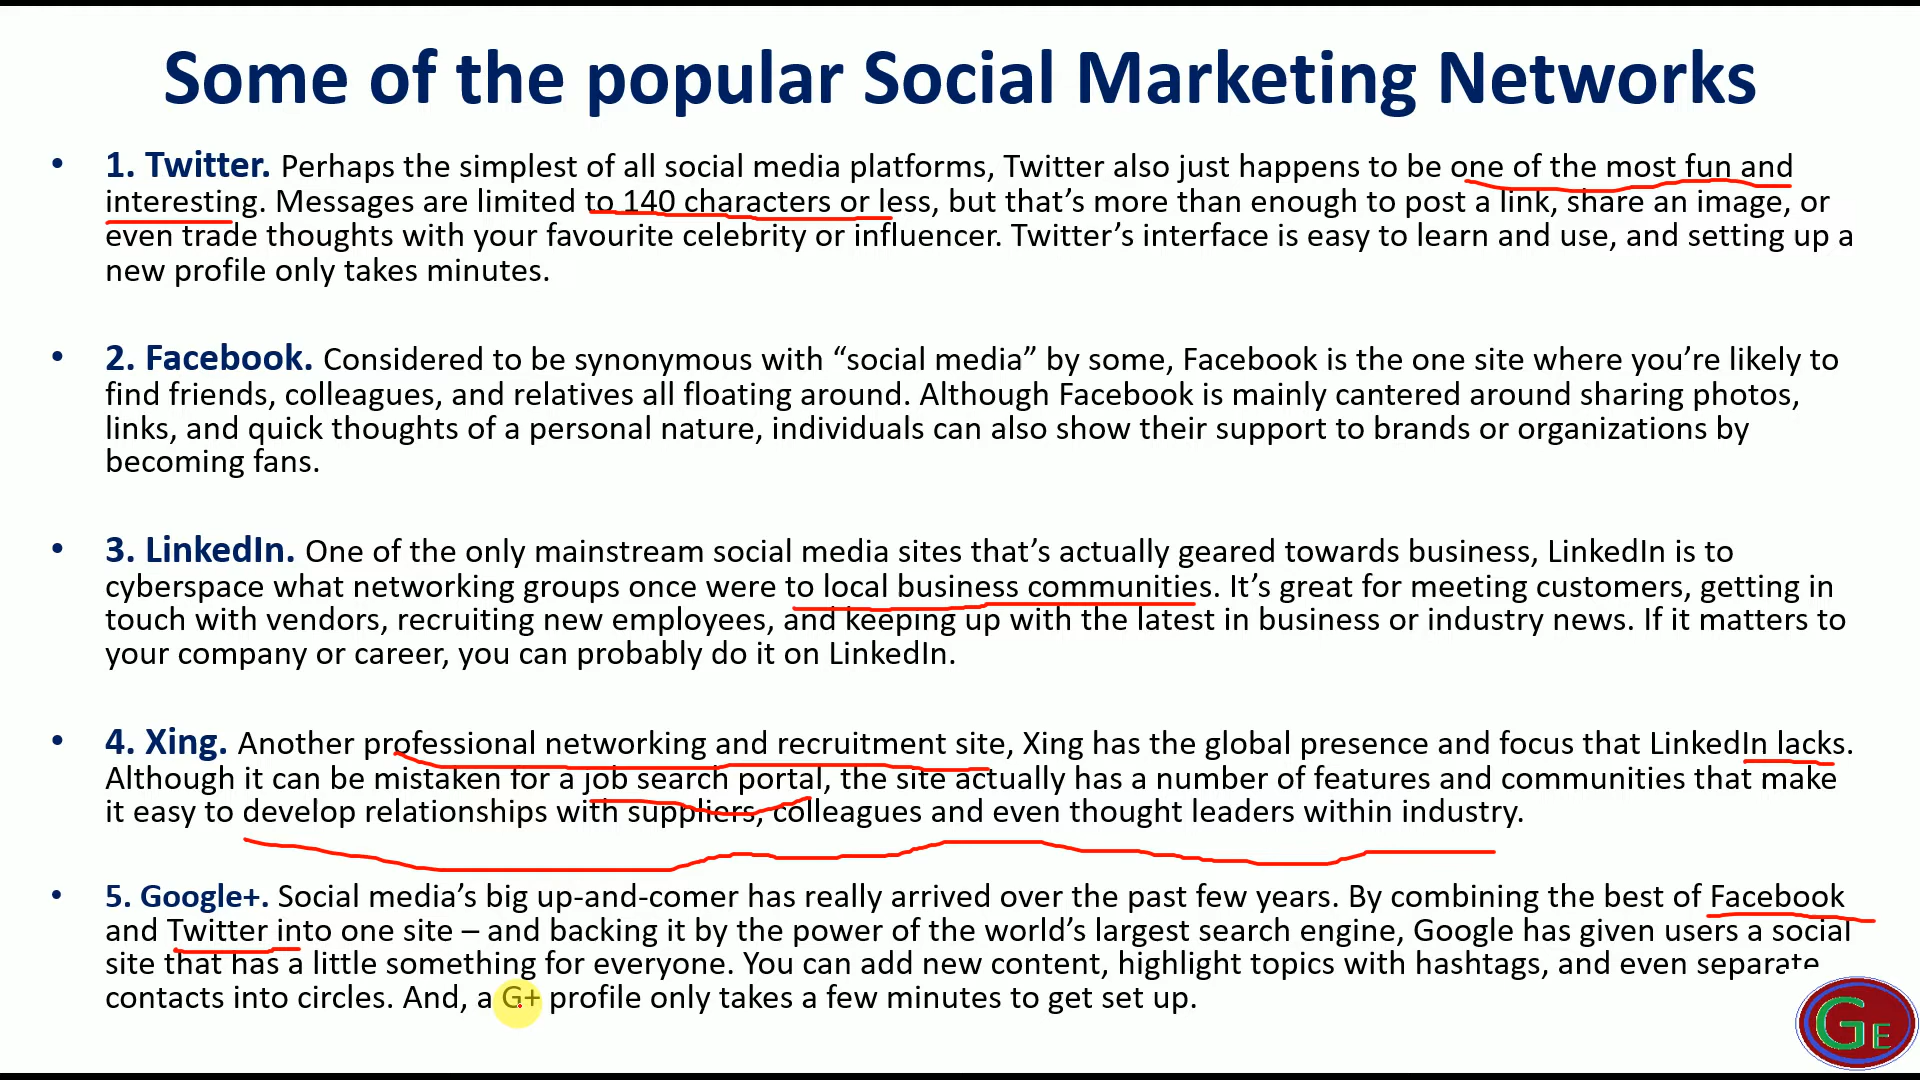 Some of the popular Social Marketing Networks
• 1. Twitter. Perhaps the simplest of all social media platforms, Twitter also just happens to be one of the most fun and
interesting. Messages are limited to 140 characters or less, but that’s more than enough to post a link, share an image, or
even trade thoughts with your favourite celebrity or influencer. Twitter’s interface is easy to learn and use, and setting up a
new profile only takes minutes.
• 2. Facebook. Considered to be synonymous with “social media” by some, Facebook is the one site where you’re likely to
find friends, colleagues, and relatives all floating around. Although Facebook is mainly cantered around sharing photos,
links, and quick thoughts of a personal nature, individuals can also show their support to brands or organizations by
becoming fans.
• 3. LinkedIn. One of the only mainstream social media sites that’s actually geared towards business, LinkedIn is to
cyberspace what networking groups once were to local business communities. It’s great for meeting customers, getting in
touch with vendors, recruiting new employees, and keeping up with the latest in business or industry news. If it matters to
your company or career, you can probably do it on LinkedIn.
• 4. Xing. Another professional networking and recruitment site, Xing has the global presence and focus that LinkedIn lacks.
Although it can be mistaken for a job search portal, the site actually has a number of features and communities that make
it easy to develop relationships with suppliers, colleagues and even thought leaders within industry.
• 5. Google+. Social media’s big up-and-comer has really arrived over the past few years. By combining the best of Facebook
and Twitter into one site – and backing it by the power of the world’s largest search engine, Google has given users a social
site that has a little something for everyone. You can add new content, highlight topics with hashtags, and even separate
contacts into circles. And, a G+ profile only takes a few minutes to get set up.
GE